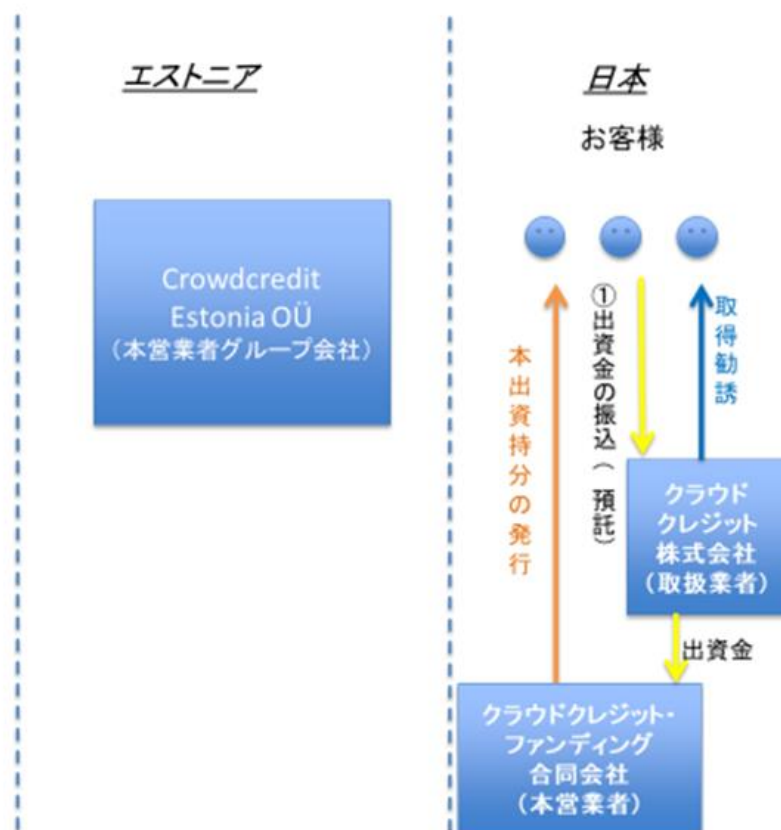 エストニア
日本
お客様
Crowdcredit
Estonia OÜ
（本営業者グループ会社）
本出資持分の発行
①出資金の振込（預託）
取得勧誘
クラウド
クレジット
株式会社
（取扱業者）
出資金
クラウドクレジット・
ファンディング
合同会社
（本営業者）